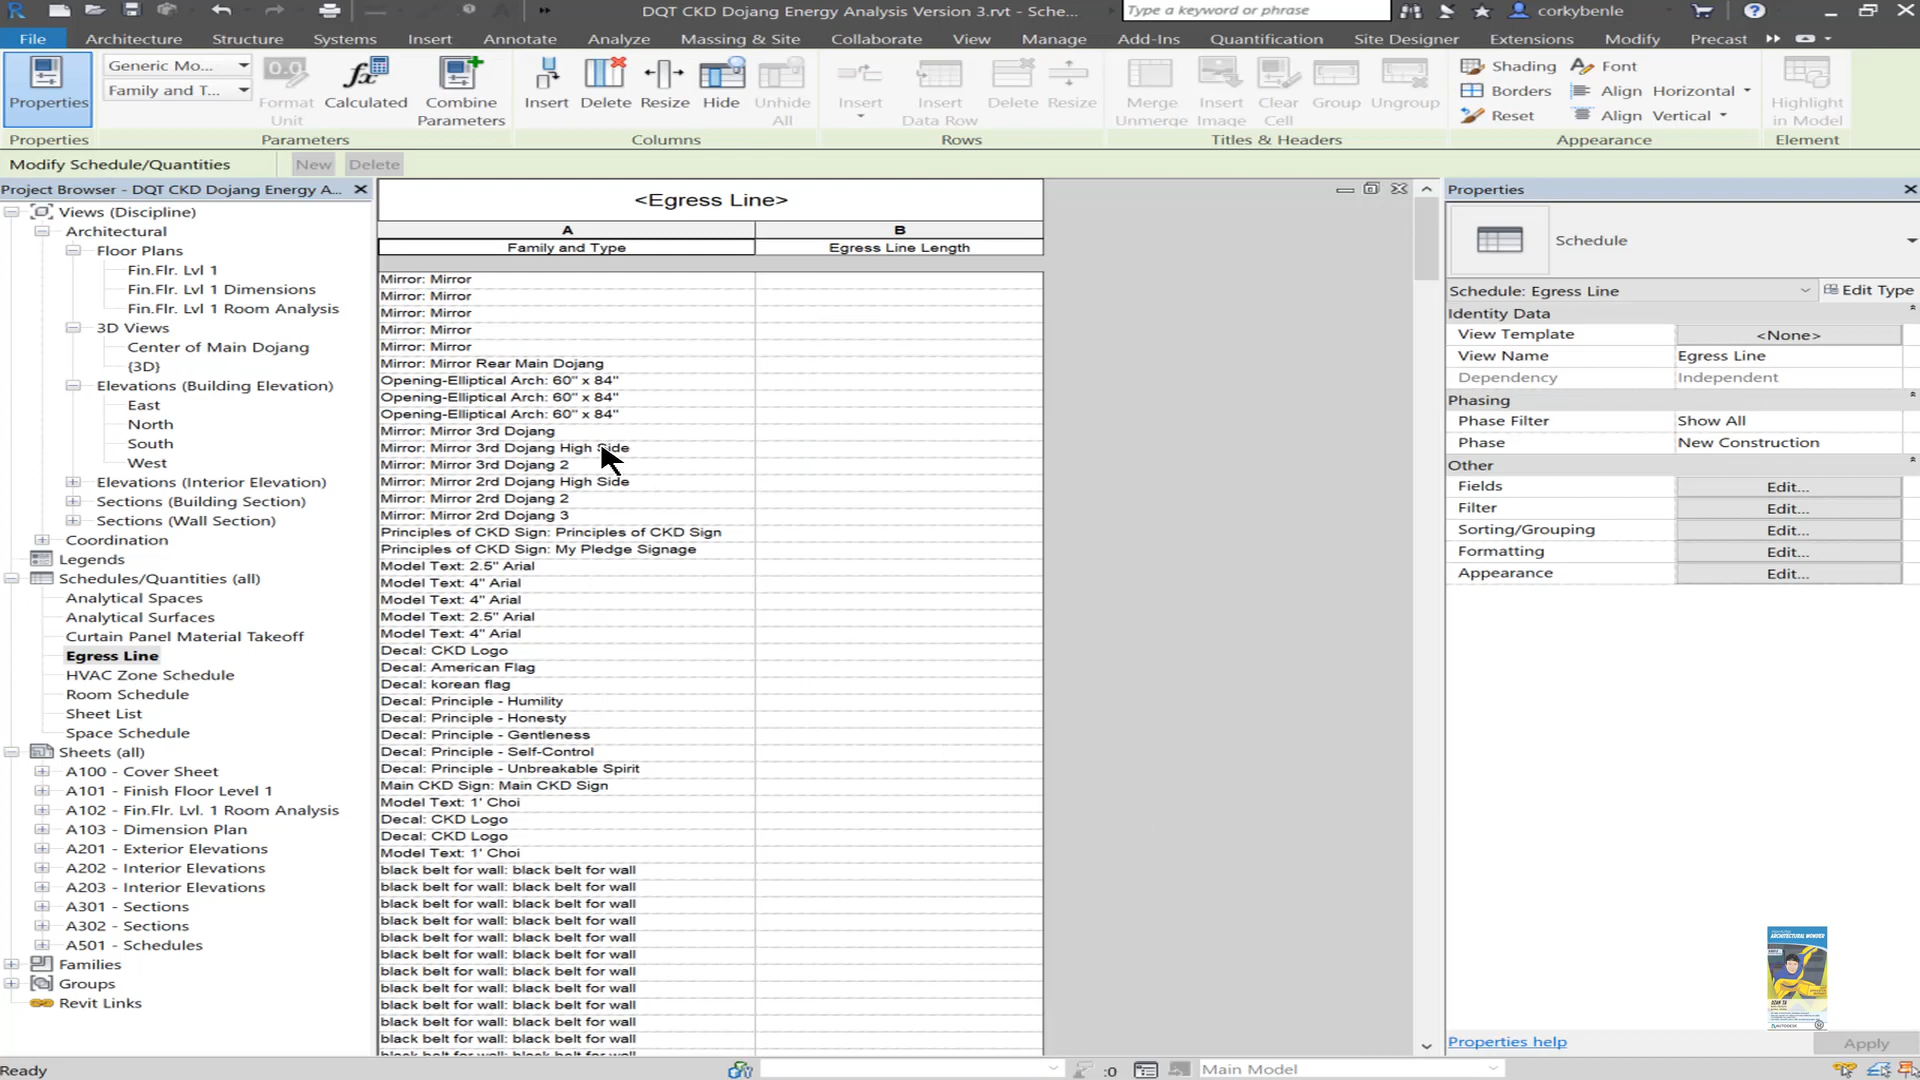 DQT CKD Dojang Energy Analysis Version 3.rvt - Sche...
Type a keyword or phrase
corkybenle
File Architecture Structure Systems Insert Annotate Analyze Massing & Site Collaborate View Manage Add-Ins Quantification Site Designer Extensions Modify Precast
Properties
Generic Mo...
Family and T...
Format Unit
Calculated
Combine Parameters
Insert
Delete
Resize
Hide
Unhide All
Insert
Insert Data Row
Delete
Resize
Merge Unmerge
Insert Image
Clear Cell
Group
Ungroup
Shading
Borders
Reset
Font
Align Horizontal
Align Vertical
Highlight in Model
Properties Parameters Columns Rows Titles & Headers Appearance Element
Modify Schedule/Quantities New Delete
Project Browser - DQT CKD Dojang Energy A...
Views (Discipline)
Architectural
Floor Plans
Fin.Flr. Lvl 1
Fin.Flr. Lvl 1 Dimensions
Fin.Flr. Lvl 1 Room Analysis
3D Views
Center of Main Dojang
{3D}
Elevations (Building Elevation)
East
North
South
West
Elevations (Interior Elevation)
Sections (Building Section)
Sections (Wall Section)
Coordination
Legends
Schedules/Quantities (all)
Analytical Spaces
Analytical Surfaces
Curtain Panel Material Takeoff
Egress Line
HVAC Zone Schedule
Room Schedule
Sheet List
Space Schedule
Sheets (all)
A100 - Cover Sheet
A101 - Finish Floor Level 1
A102 - Fin.Flr. Lvl. 1 Room Analysis
A103 - Dimension Plan
A201 - Exterior Elevations
A202 - Interior Elevations
A203 - Interior Elevations
A301 - Sections
A302 - Sections
A501 - Schedules
Families
Groups
Revit Links
<Egress Line>
A B
Family and Type Egress Line Length
Mirror: Mirror
Mirror: Mirror
Mirror: Mirror
Mirror: Mirror
Mirror: Mirror
Mirror: Mirror Rear Main Dojang
Opening-Elliptical Arch: 60" x 84"
Opening-Elliptical Arch: 60" x 84"
Opening-Elliptical Arch: 60" x 84"
Mirror: Mirror 3rd Dojang
Mirror: Mirror 3rd Dojang High Side
Mirror: Mirror 3rd Dojang 2
Mirror: Mirror 2rd Dojang High Side
Mirror: Mirror 2rd Dojang 2
Mirror: Mirror 2rd Dojang 3
Principles of CKD Sign: Principles of CKD Sign
Principles of CKD Sign: My Pledge Signage
Model Text: 2.5" Arial
Model Text: 4" Arial
Model Text: 4" Arial
Model Text: 2.5" Arial
Model Text: 4" Arial
Decal: CKD Logo
Decal: American Flag
Decal: korean flag
Decal: Principle - Humility
Decal: Principle - Honesty
Decal: Principle - Gentleness
Decal: Principle - Self-Control
Decal: Principle - Unbreakable Spirit
Main CKD Sign: Main CKD Sign
Model Text: 1' Choi
Decal: CKD Logo
Decal: CKD Logo
Model Text: 1' Choi
black belt for wall: black belt for wall
black belt for wall: black belt for wall
black belt for wall: black belt for wall
black belt for wall: black belt for wall
black belt for wall: black belt for wall
black belt for wall: black belt for wall
black belt for wall: black belt for wall
black belt for wall: black belt for wall
black belt for wall: black belt for wall
black belt for wall: black belt for wall
black belt for wall: black belt for wall
Properties
Schedule
Schedule: Egress Line Edit Type
Identity Data
View Template <None>
View Name Egress Line
Dependency Independent
Phasing
Phase Filter Show All
Phase New Construction
Other
Fields Edit...
Filter Edit...
Sorting/Grouping Edit...
Formatting Edit...
Appearance Edit...
ARCHITECTURAL WONDER
AUTODESK
Properties help Apply
Ready
:0
Main Model